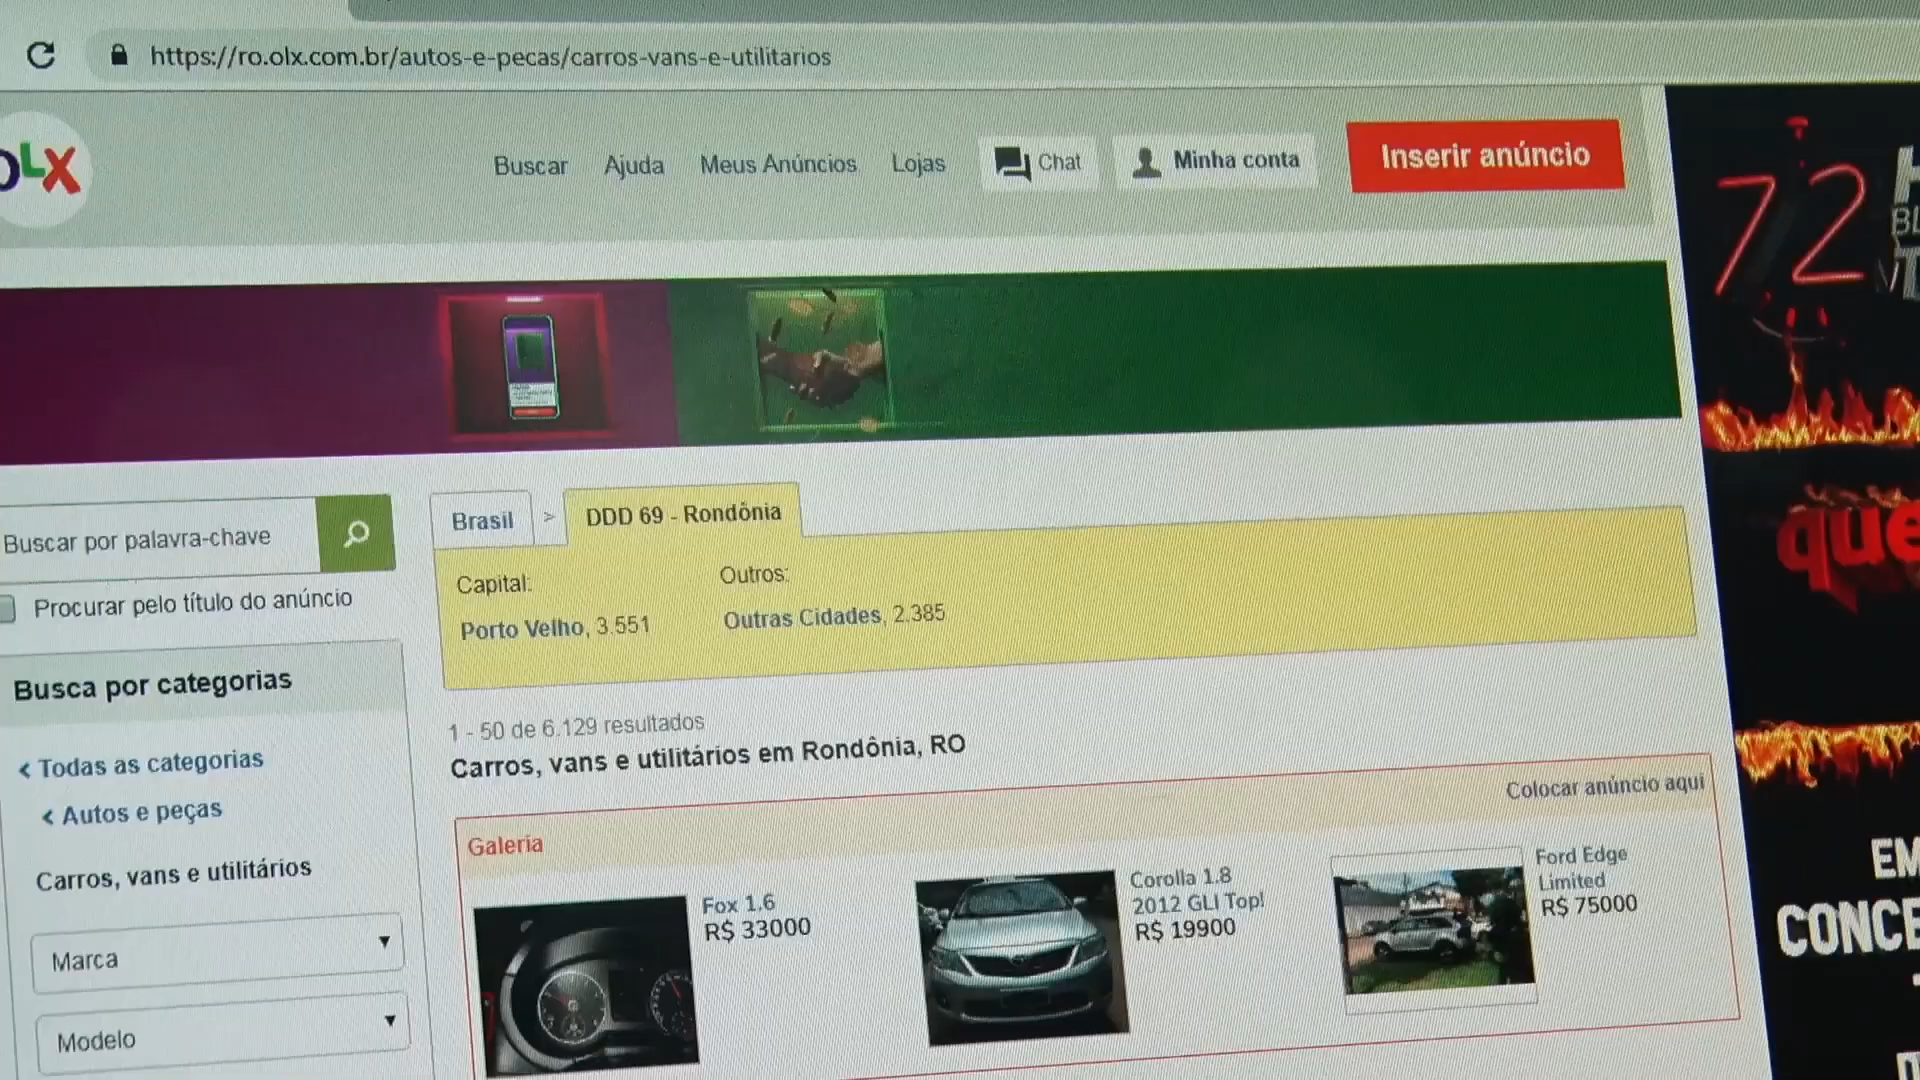 https://ro.olx.com.br/autos-e-pecas/carros-vans-e-utilitarios
OLX
Buscar
Ajuda
Meus Anúncios
Lojas
Chat
Minha conta
Inserir anúncio
72
Buscar por palavra-chave
Procurar pelo título do anúncio
Brasil > DDD 69 - Rondônia
Capital:
Porto Velho, 3.551
Outros:
Outras Cidades, 2.385
Busca por categorias
< Todas as categorias
< Autos e peças
Carros, vans e utilitários
Marca
Modelo
1 - 50 de 6.129 resultados
Carros, vans e utilitários em Rondônia, RO
Colocar anúncio aqui
Galeria
Fox 1.6
R$ 33000
Corolla 1.8
2012 GLI Top!
R$ 19900
Ford Edge
Limited
R$ 75000
que
EM
CONCE